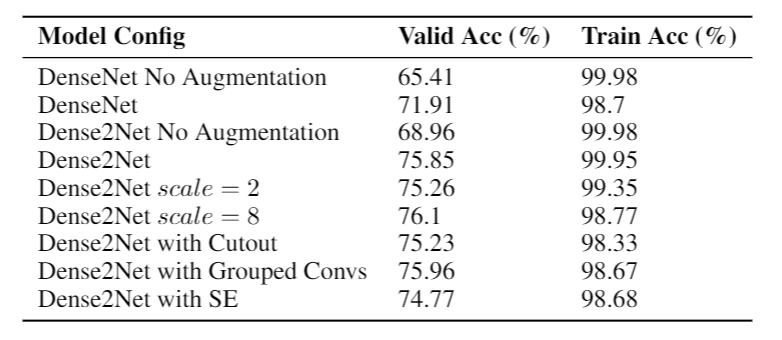 Model Config Valid Acc (%) Train Acc (%)
DenseNet No Augmentation 65.41 99.98
DenseNet 71.91 98.7
Dense2Net No Augmentation 68.96 99.98
Dense2Net 75.85 99.95
Dense2Net scale = 2 75.26 99.35
Dense2Net scale = 8 76.1 98.77
Dense2Net with Cutout 75.23 98.33
Dense2Net with Grouped Convs 75.96 98.67
Dense2Net with SE 74.77 98.68